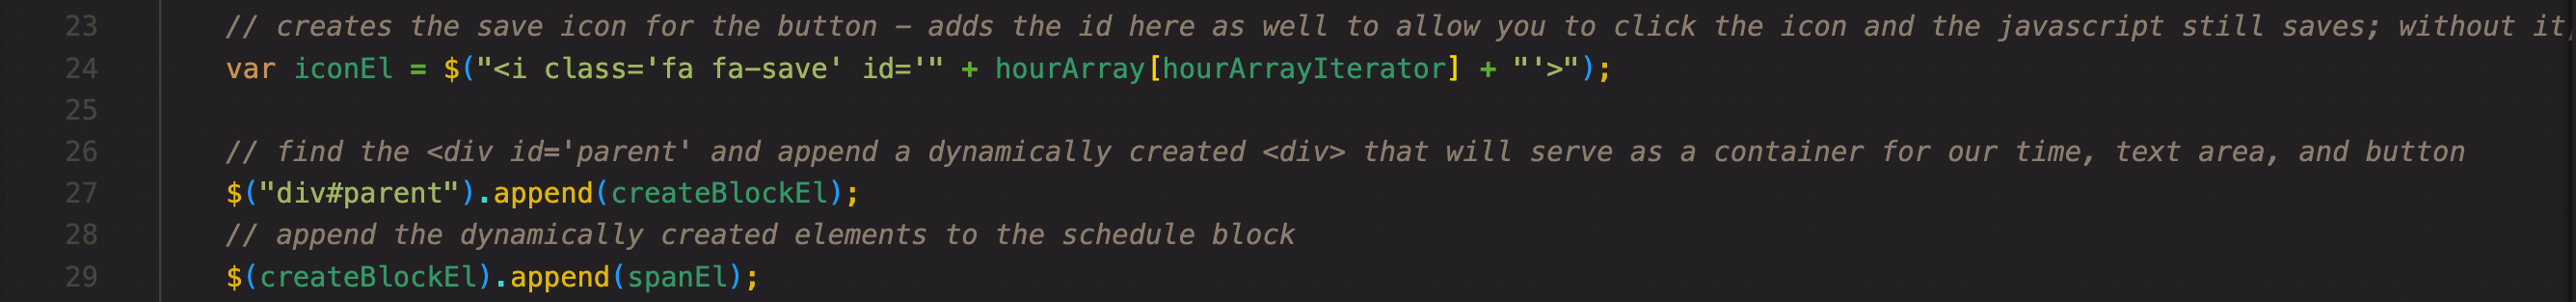 23 // creates the save icon for the button – adds the id here as well to allow you to click the icon and the javascript still saves; without it,
24 var iconEl = $("<i class='fa fa-save' id='" + hourArray[hourArrayIterator] + "'>");
25
26 // find the <div id='parent' and append a dynamically created <div> that will serve as a container for our time, text area, and button
27 $("div#parent").append(createBlockEl);
28 // append the dynamically created elements to the schedule block
29 $(createBlockEl).append(spanEl);